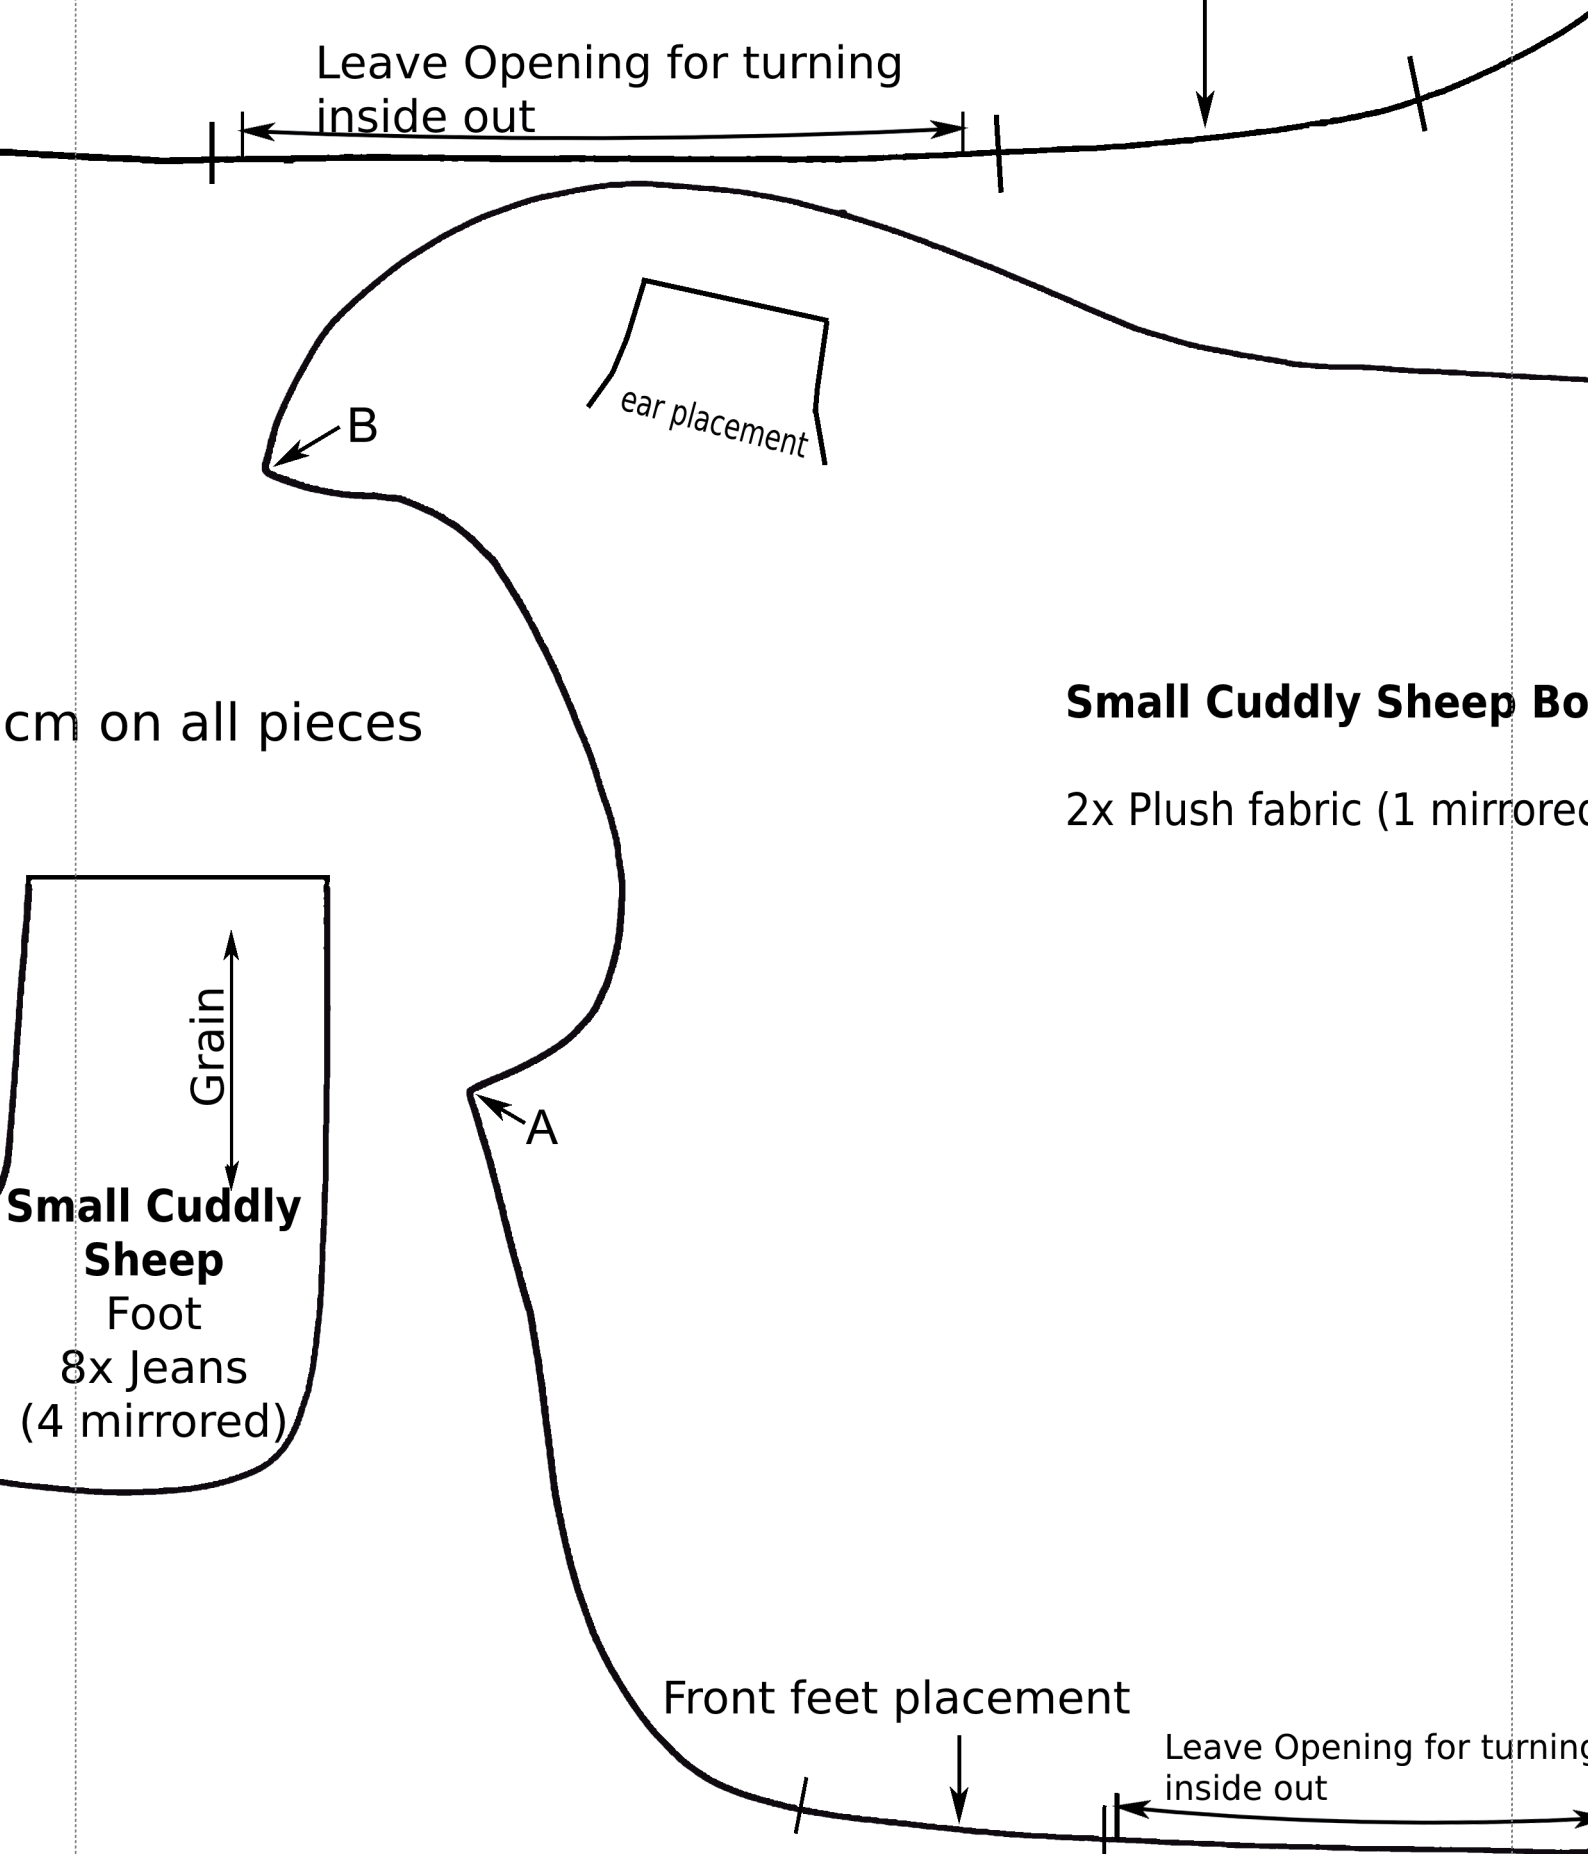 Leave Opening for turning
inside out
ear placement
B
cm on all pieces
Small Cuddly Sheep Bo
2x Plush fabric (1 mirrored
Grain
A
Small Cuddly
Sheep
Foot
8x Jeans
(4 mirrored)
Front feet placement
Leave Opening for turning
inside out